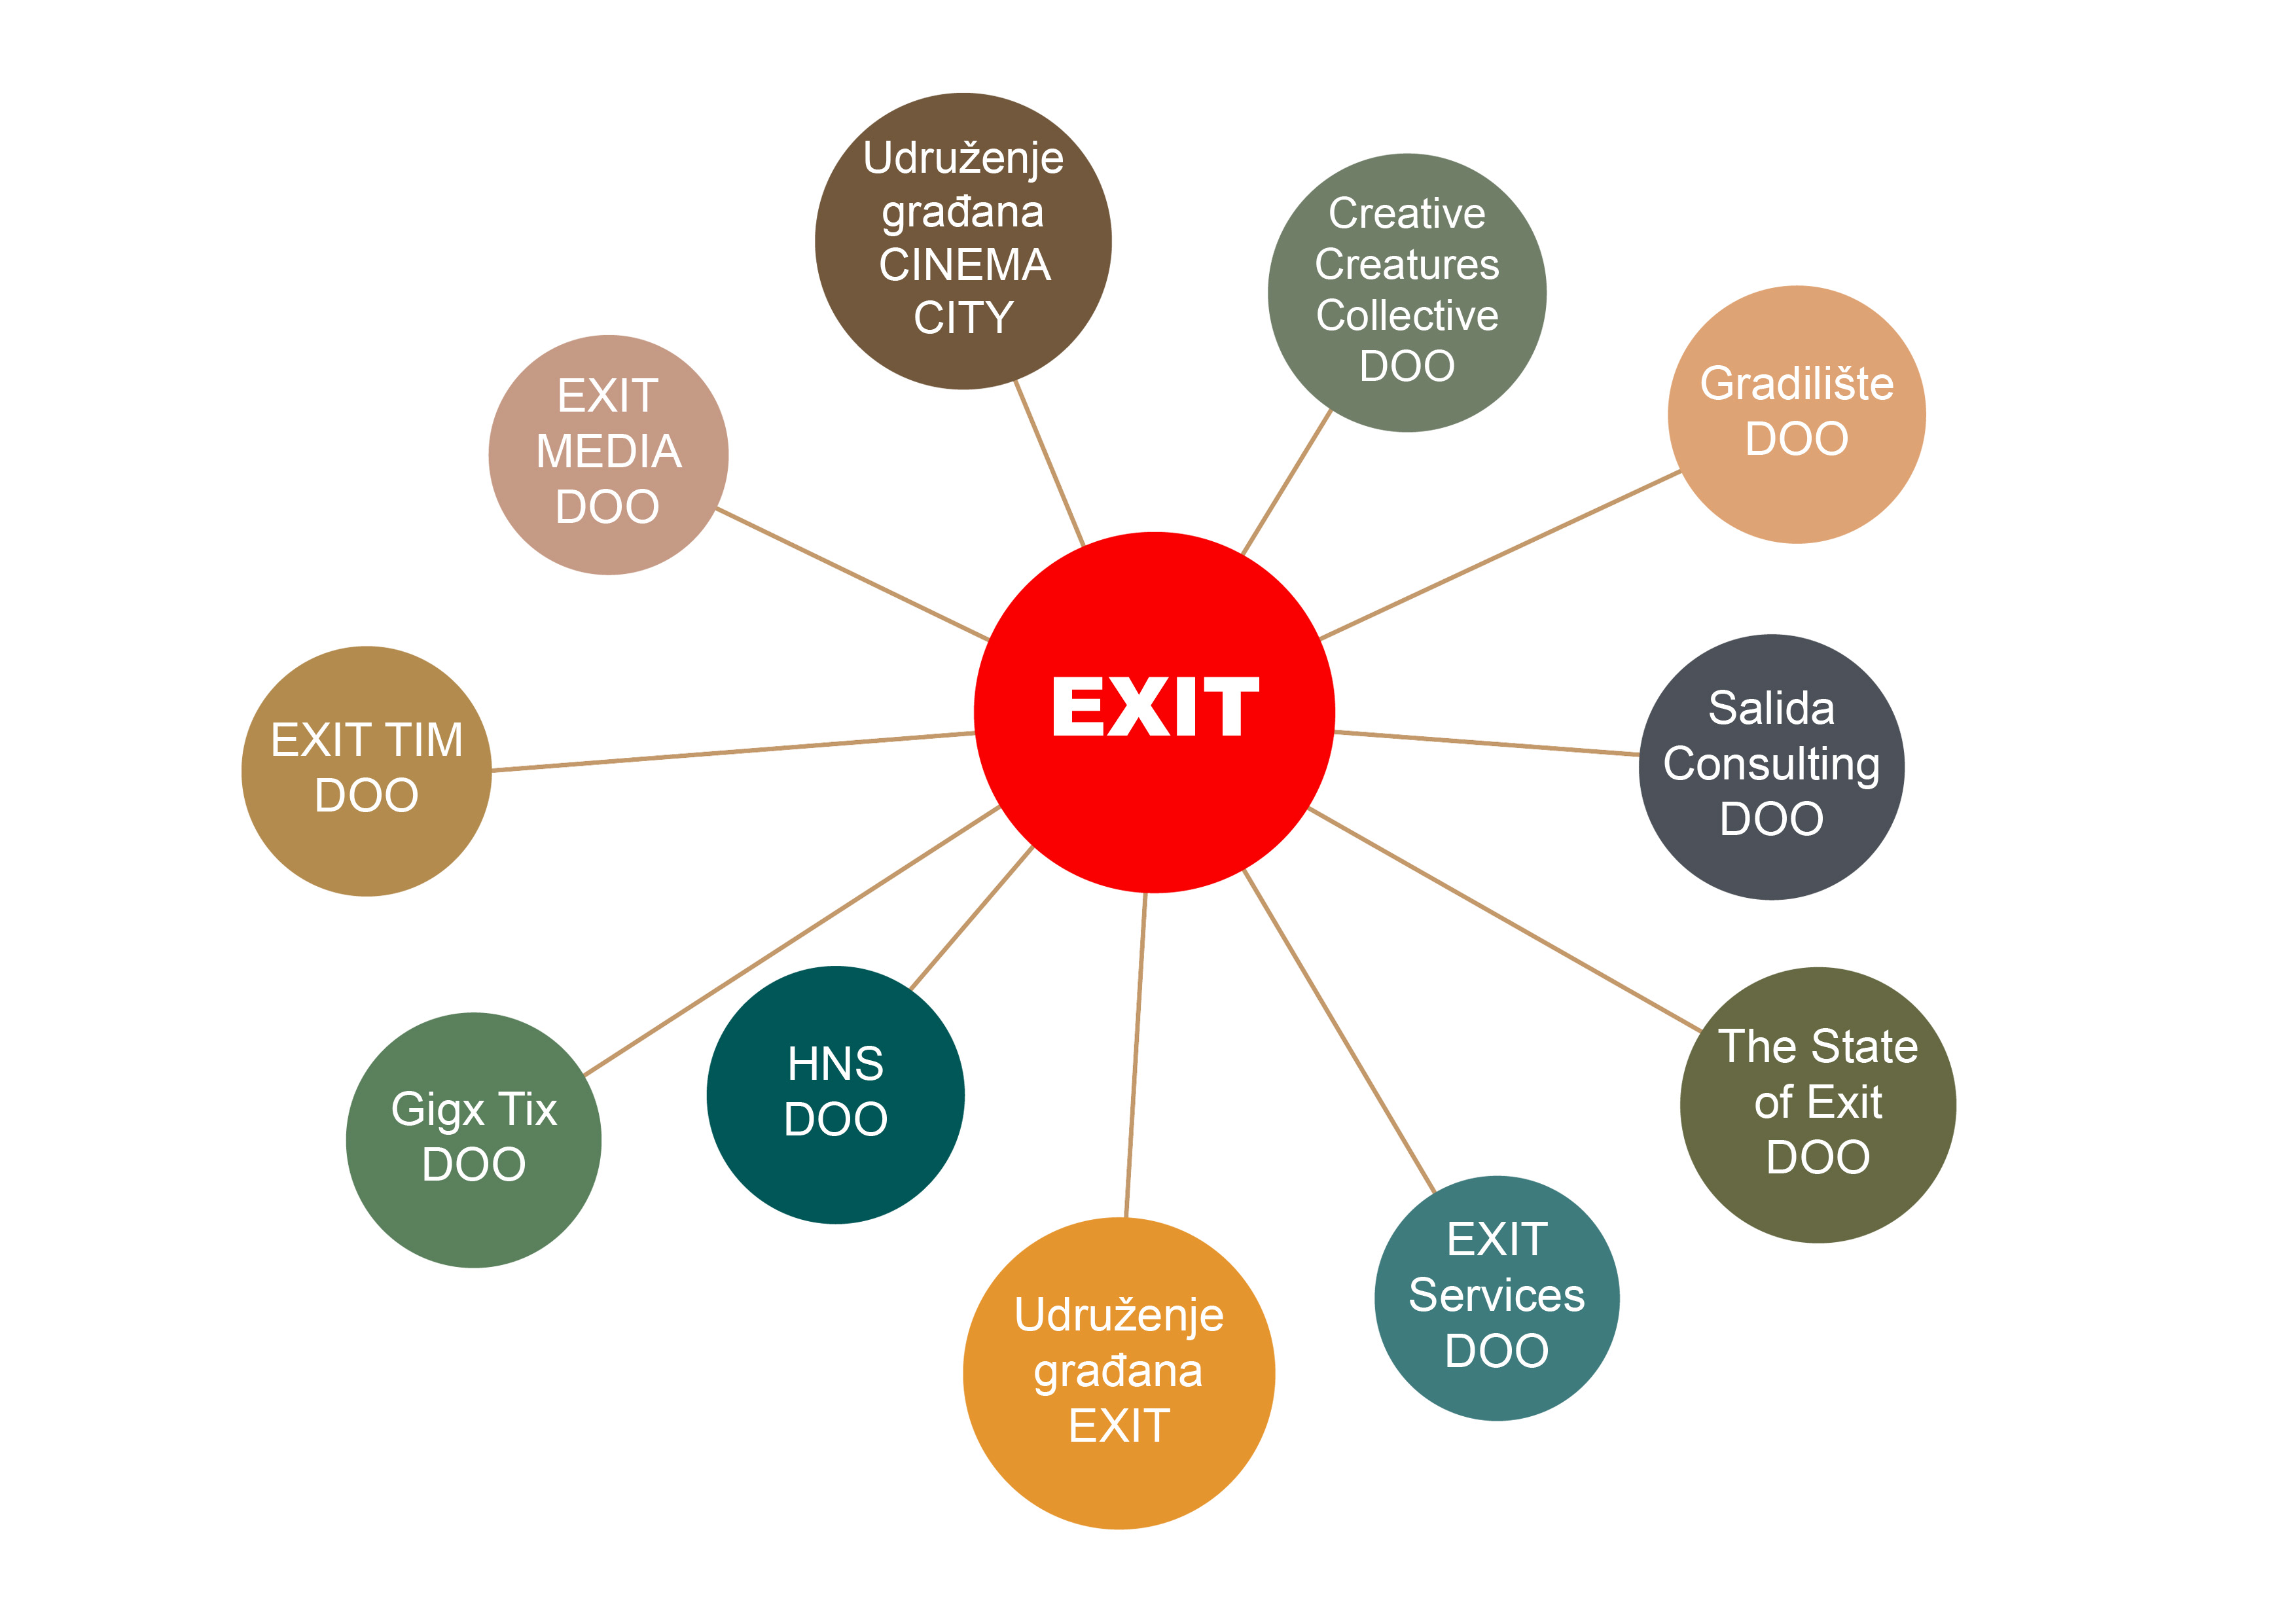 Udruženje
građana
CINEMA
CITY
Creative
Creatures
Collective
DOO
Gradilište
DOO
EXIT
MEDIA
DOO
EXIT
Salida
Consulting
DOO
EXIT TIM
DOO
The State
of Exit
DOO
HNS
DOO
Gigx Tix
DOO
EXIT
Services
DOO
Udruženje
građana
EXIT